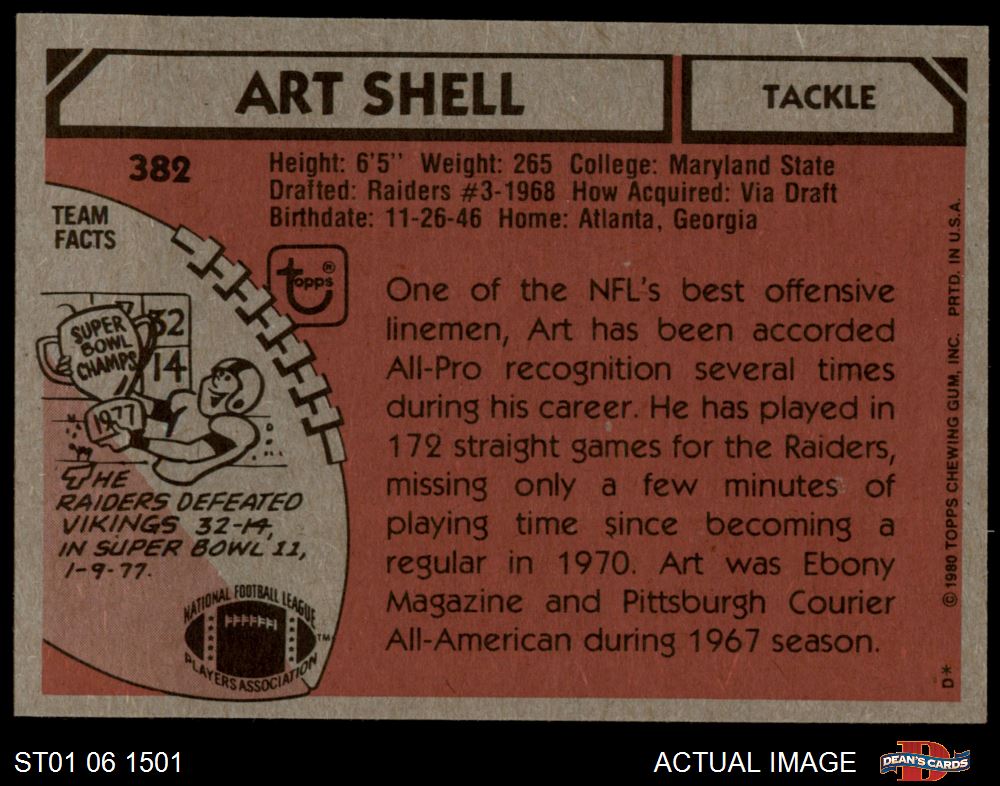 ART SHELL
TACKLE
382
Height: 6'5" Weight: 265 College: Maryland State
Drafted: Raiders #3-1968 How Acquired: Via Draft
Birthdate: 11-26-46 Home: Atlanta, Georgia
TEAM
FACTS
topps®
SUPER
BOWL
CHAMPS
32
14
1977
THE
RAIDERS DEFEATED
VIKINGS 32-14,
IN SUPER BOWL 11,
1-9-77.
NATIONAL FOOTBALL LEAGUE
PLAYERS ASSOCIATION
TM
One of the NFL's best offensive
linemen, Art has been accorded
All-Pro recognition several times
during his career. He has played in
172 straight games for the Raiders,
missing only a few minutes of
playing time since becoming a
regular in 1970. Art was Ebony
Magazine and Pittsburgh Courier
All-American during 1967 season.
© 1980 TOPPS CHEWING GUM, INC. PRTD. IN U.S.A.
D*
ST01 06 1501
ACTUAL IMAGE
DEAN'S CARDS